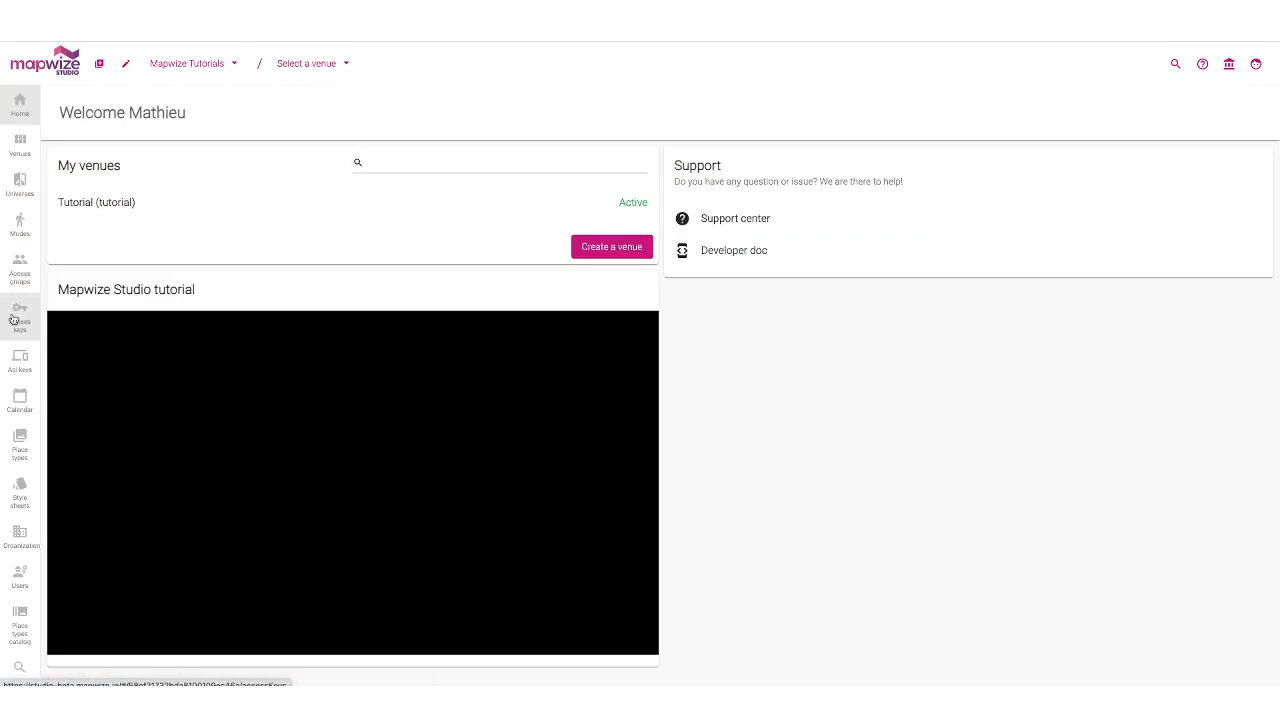 mapwize
STUDIO
Mapwize Tutorials / Select a venue
Home
Venues
Universes
Modes
Access
groups
keys
Api keys
Calendar
Place
types
Style
sheets
Organization
Users
Place
types
catalog
Welcome Mathieu
My venues
Tutorial (tutorial) Active
Create a venue
Mapwize Studio tutorial
Support
Do you have any question or issue? We are there to help!
Support center
Developer doc